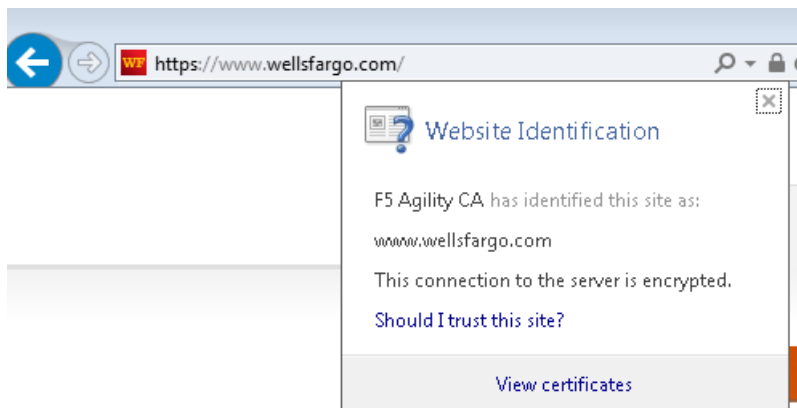 WF https://www.wellsfargo.com/
Website Identification
F5 Agility CA has identified this site as:
www.wellsfargo.com
This connection to the server is encrypted.
Should I trust this site?
View certificates